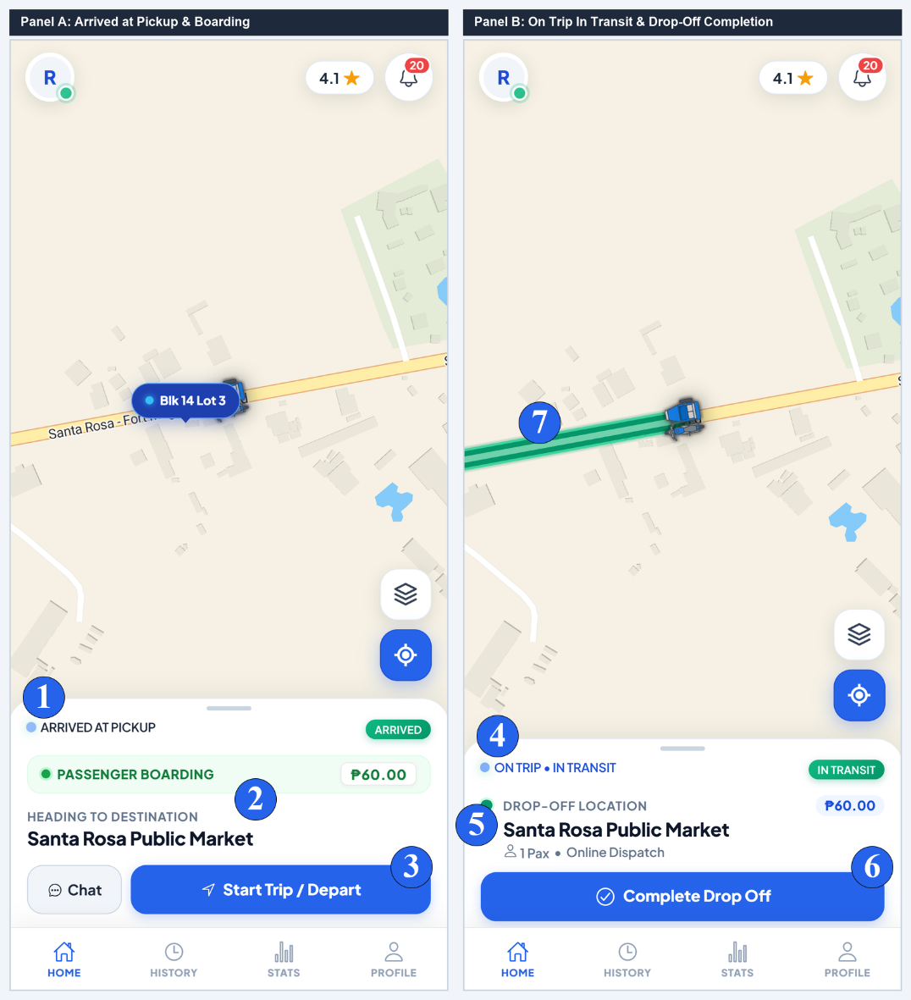 Panel A: Arrived at Pickup & Boarding
R
4.1
20
Blk 14 Lot 3
Santa Rosa - Fort
1
ARRIVED AT PICKUP
ARRIVED
PASSENGER BOARDING
₱60.00
2
HEADING TO DESTINATION
Santa Rosa Public Market
3
Chat
Start Trip / Depart
HOME
HISTORY
STATS
PROFILE
Panel B: On Trip In Transit & Drop-Off Completion
R
4.1
20
7
4
ON TRIP • IN TRANSIT
IN TRANSIT
5
DROP-OFF LOCATION
₱60.00
Santa Rosa Public Market
1 Pax • Online Dispatch
6
Complete Drop Off
HOME
HISTORY
STATS
PROFILE